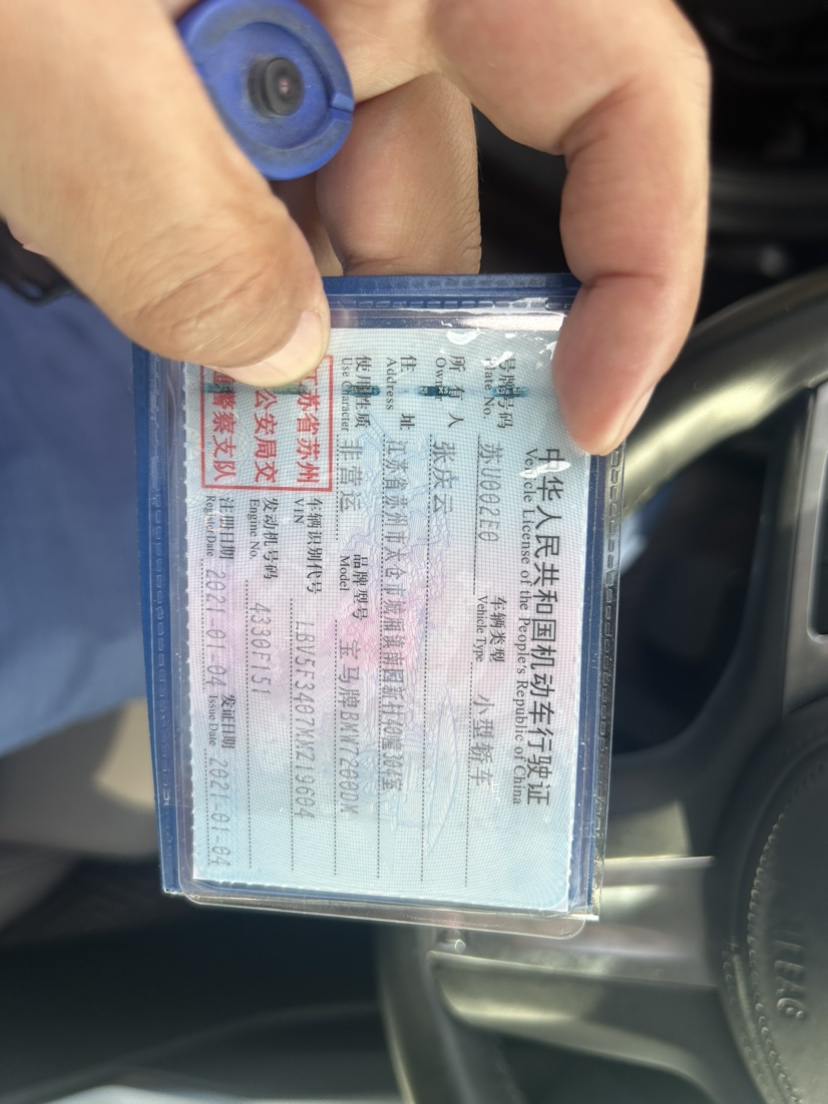 中华人民共和国机动车行驶证
Vehicle License of the People's Republic of China
号牌号码 苏U002E0 车辆类型 小型轿车
Plate No. Vehicle Type
所有人 张庆云
Owner
住址 江苏省苏州市太仓市城厢镇南园新村40幢304室
Address
使用性质 非营运 品牌型号 宝马牌BMW7200DM
Use Character Model
江苏省苏州
公安局交
警察支队
车辆识别代号 LBV5F3407KMZ19604
VIN
发动机号码 4330F151
Engine No.
注册日期 2021-01-04 发证日期 2021-01-04
Register Date Issue Date
AIRBAG